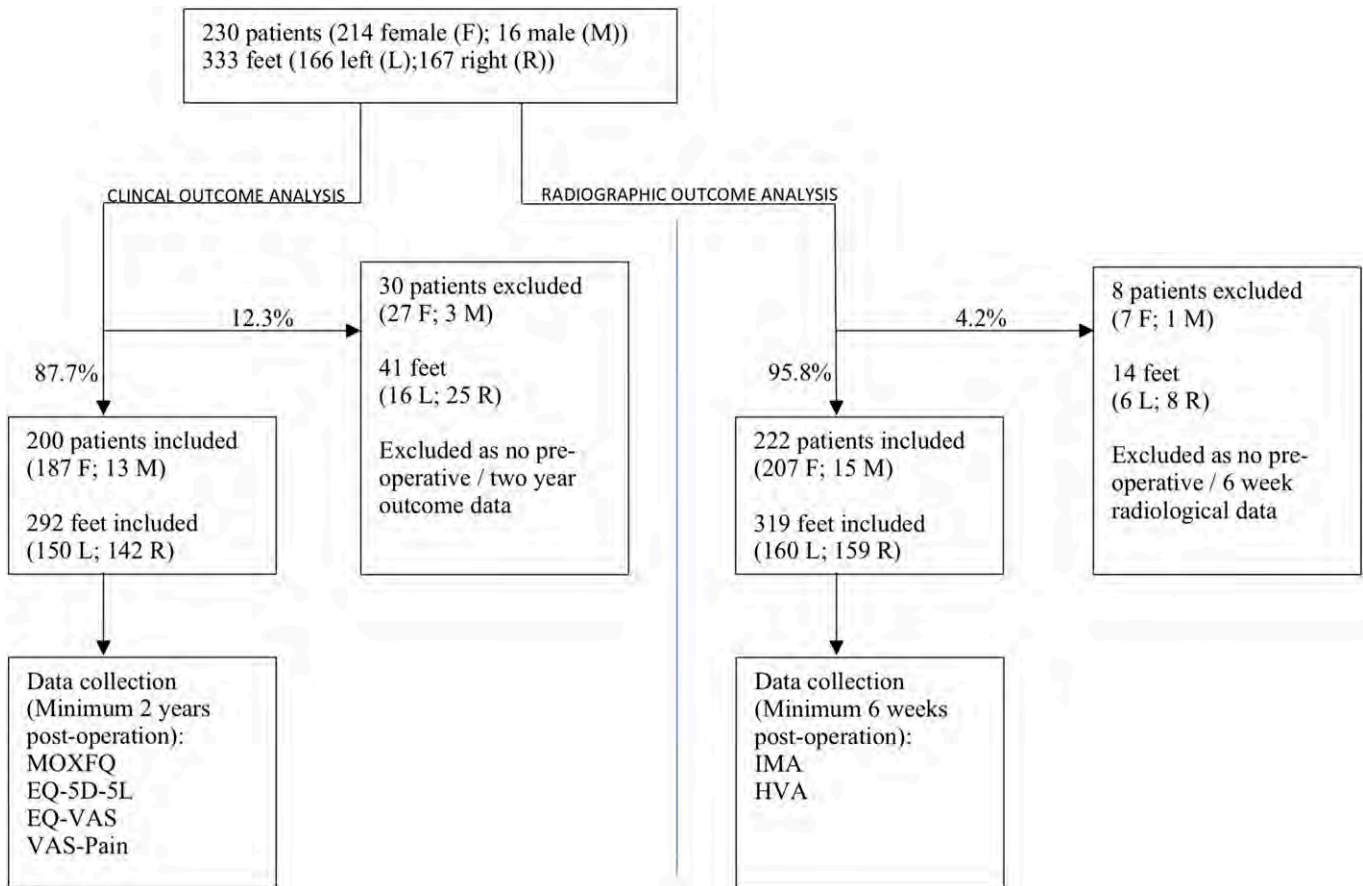 230 patients (214 female (F); 16 male (M))
333 feet (166 left (L);167 right (R))
CLINCAL OUTCOME ANALYSIS
RADIOGRAPHIC OUTCOME ANALYSIS
30 patients excluded
(27 F; 3 M)
41 feet
(16 L; 25 R)
Excluded as no pre-
operative / two year
outcome data
12.3%
87.7%
200 patients included
(187 F; 13 M)
292 feet included
(150 L; 142 R)
Data collection
(Minimum 2 years
post-operation):
MOXFQ
EQ-5D-5L
EQ-VAS
VAS-Pain
8 patients excluded
(7 F; 1 M)
14 feet
(6 L; 8 R)
Excluded as no pre-
operative / 6 week
radiological data
4.2%
95.8%
222 patients included
(207 F; 15 M)
319 feet included
(160 L; 159 R)
Data collection
(Minimum 6 weeks
post-operation):
IMA
HVA